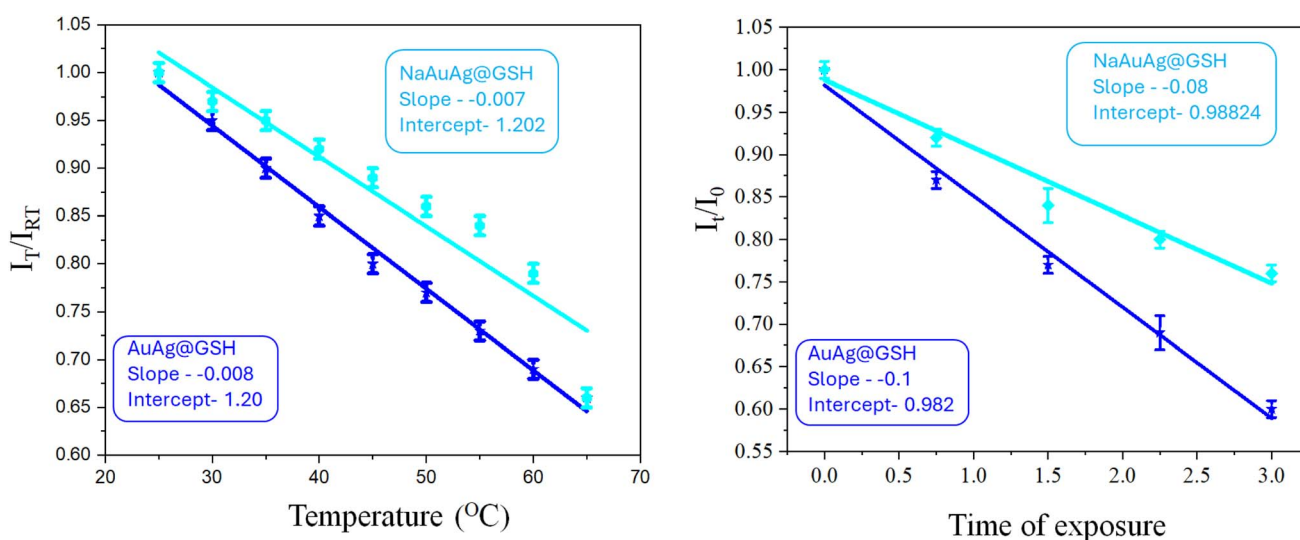 1.05
1.00
0.95
0.90
0.85
0.80
0.75
0.70
0.65
0.60
I_T/I_RT
20
30
40
50
60
70
Temperature (°C)
NaAuAg@GSH
Slope - -0.007
Intercept- 1.202
AuAg@GSH
Slope - -0.008
Intercept- 1.20
1.05
1.00
0.95
0.90
0.85
0.80
0.75
0.70
0.65
0.60
0.55
I_t/I_0
0.0
0.5
1.0
1.5
2.0
2.5
3.0
Time of exposure
NaAuAg@GSH
Slope - -0.08
Intercept- 0.98824
AuAg@GSH
Slope - -0.1
Intercept- 0.982